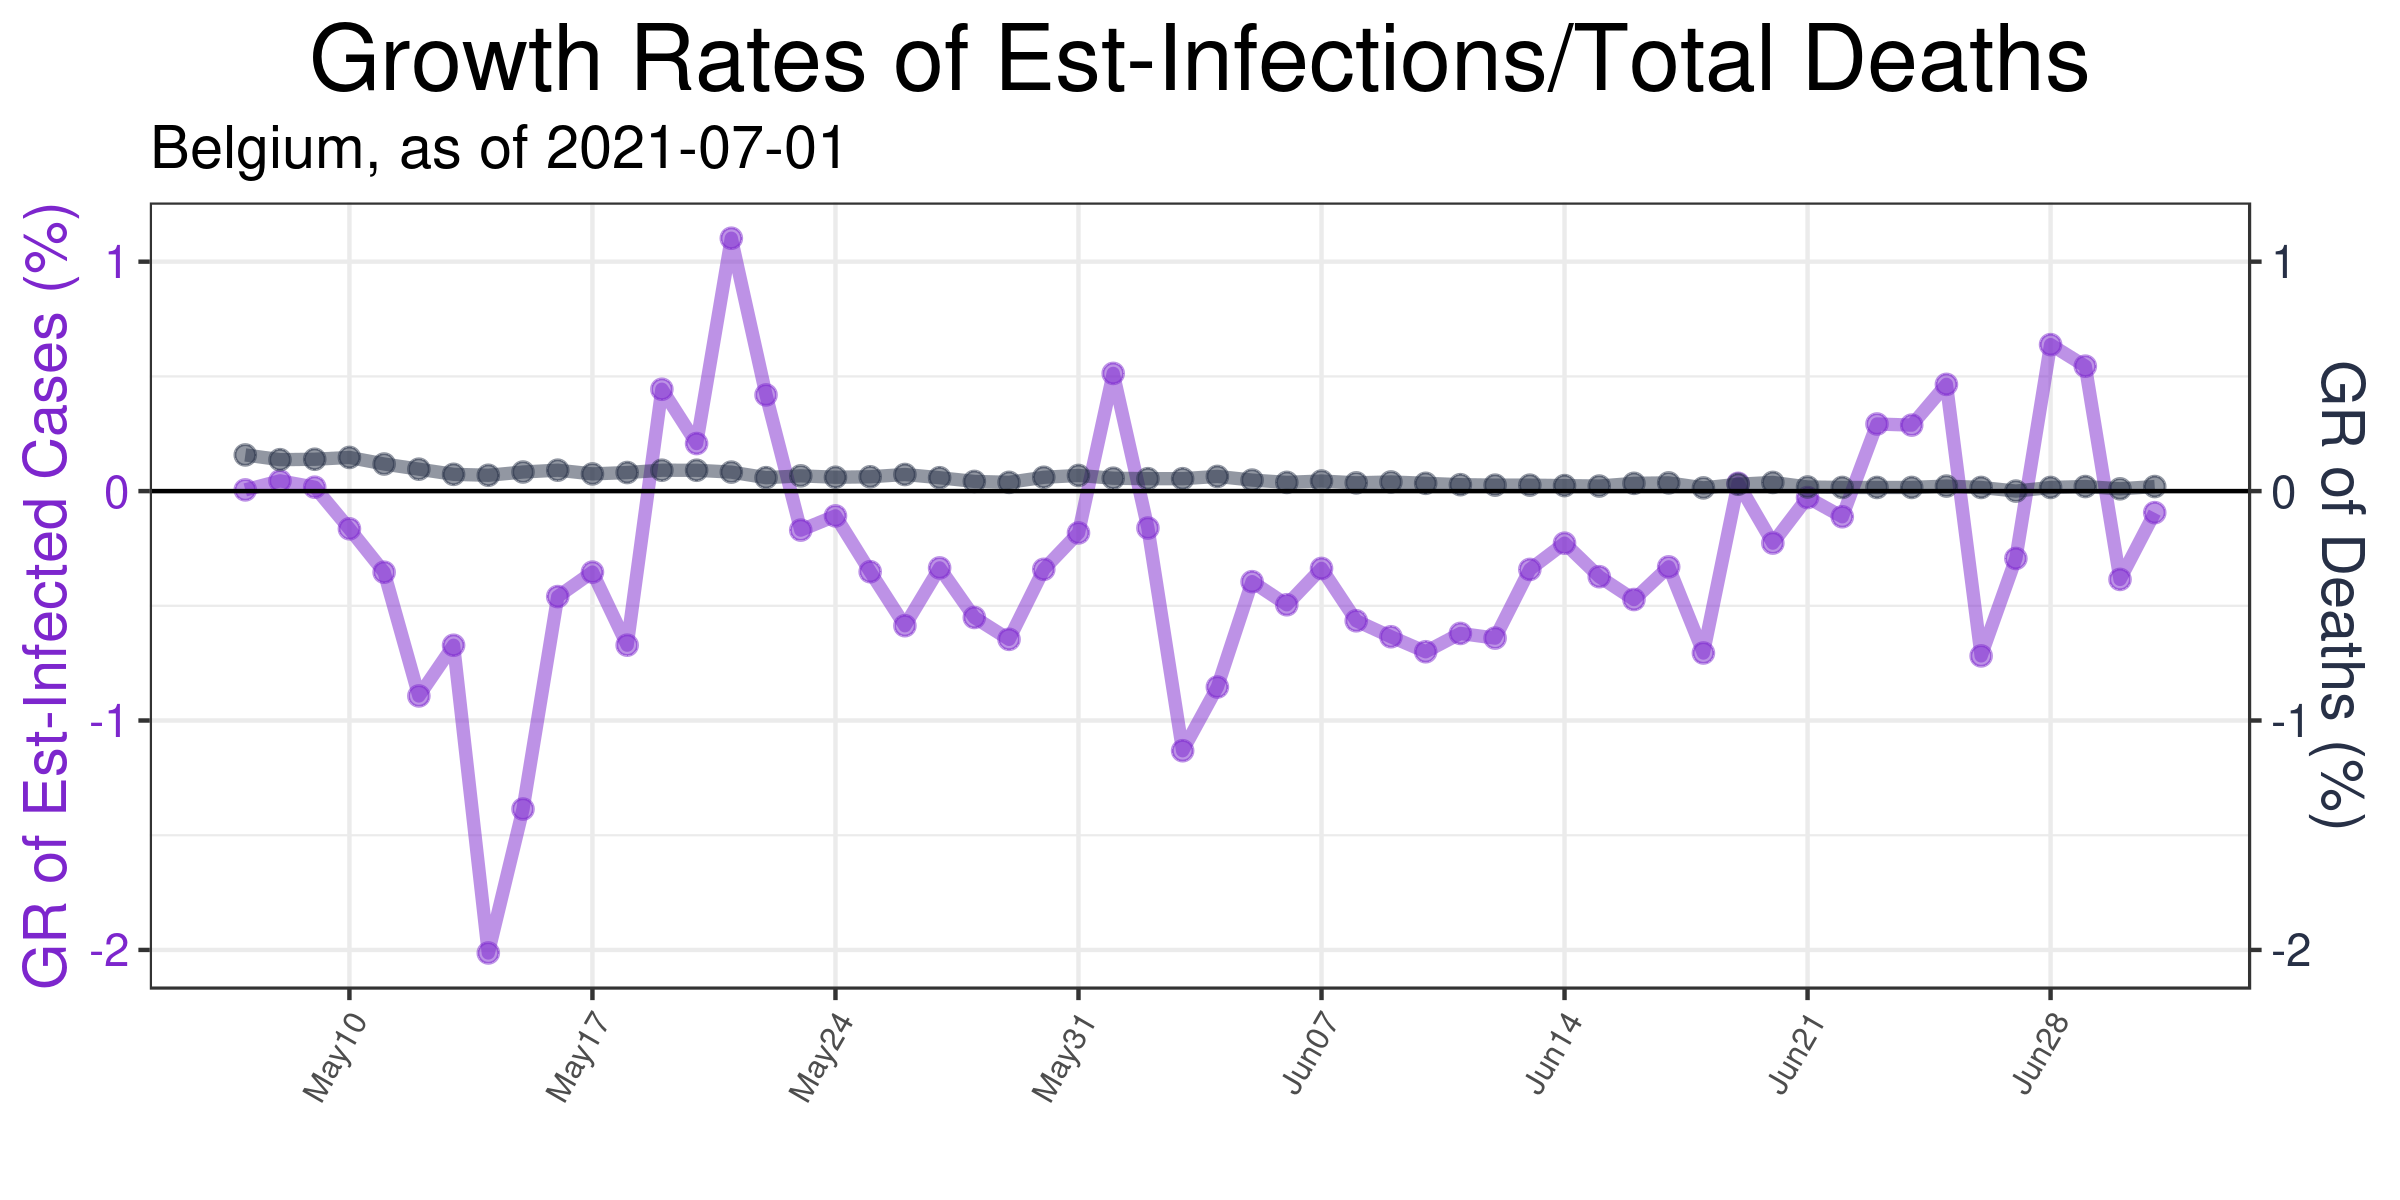 Growth Rates of Est-Infections/Total Deaths
Belgium, as of 2021-07-01
GR of Est-Infected Cases (%)
1
0
-1
-2
1
0
-1
-2
GR of Deaths (%)
May10
May17
May24
May31
Jun07
Jun14
Jun21
Jun28